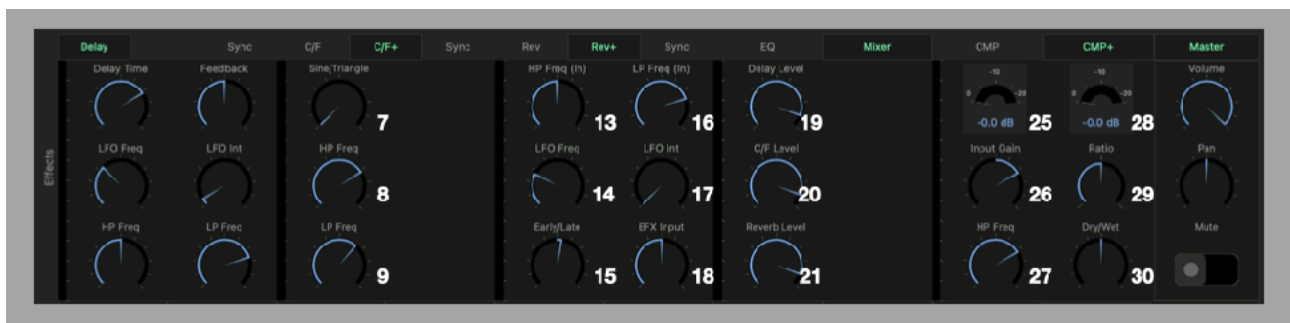 Delay Sync C/F C/F+ Sync Rev Rev+ Sync EQ Mixer CMP CMP+ Master
Delay Time Feedback Sine/Triangle HP Freq (In) LP Freq (In) Delay Level -10 -10 Volume
0 -20 0 -20
7 13 16 19 -0.0 dB 25 -0.0 dB 28
LFO Freq LFO Int HP Freq LFO Freq LFO Int C/F Level Input Gain Ratio Pan
Effects
8 14 17 20 26 29
HP Freq LP Freq LP Freq Early/Late EFX Input Reverb Level HP Freq Dry/Wet Mute
9 15 18 21 27 30